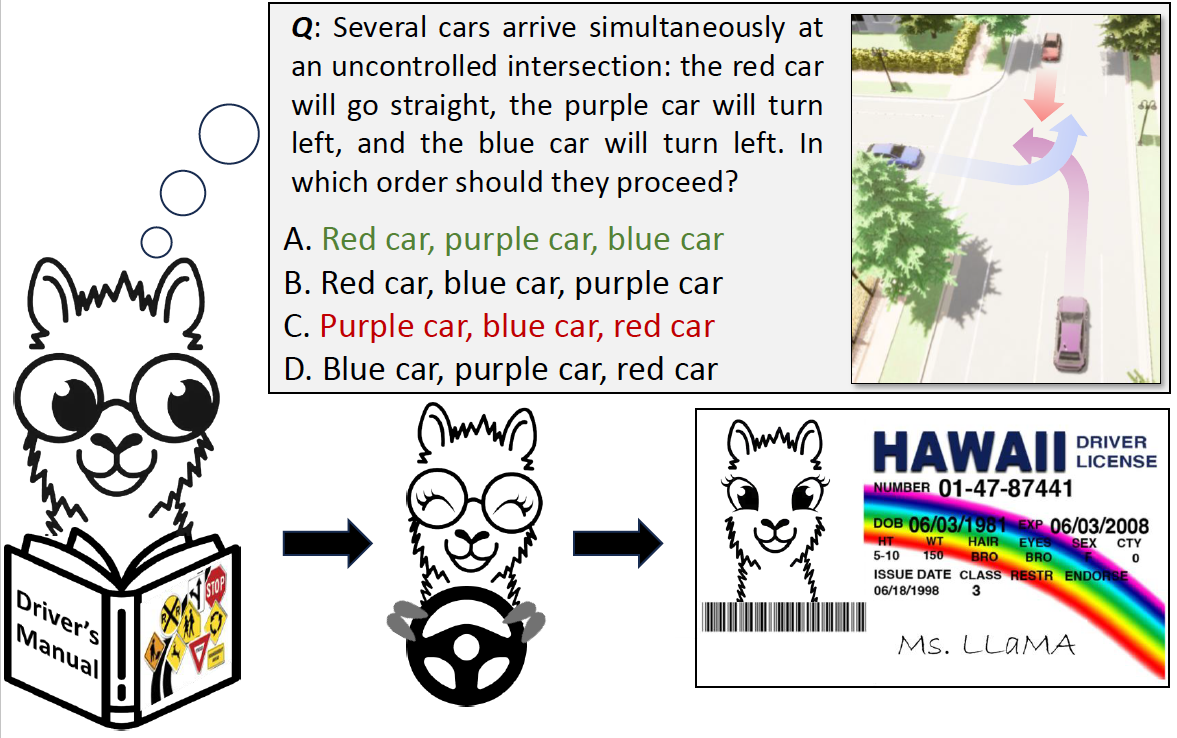 Q: Several cars arrive simultaneously at
an uncontrolled intersection: the red car
will go straight, the purple car will turn
left, and the blue car will turn left. In
which order should they proceed?
A. Red car, purple car, blue car
B. Red car, blue car, purple car
C. Purple car, blue car, red car
D. Blue car, purple car, red car
Driver's
Manual
STOP
R R
HAWAII DRIVER
LICENSE
NUMBER 01-47-87441
DOB 06/03/1981 EXP 06/03/2008
HT WT HAIR EYES SEX CTY
5-10 150 BRO BRO F 0
ISSUE DATE CLASS RESTR ENDORSE
06/18/1998 3
Ms. LLaMA